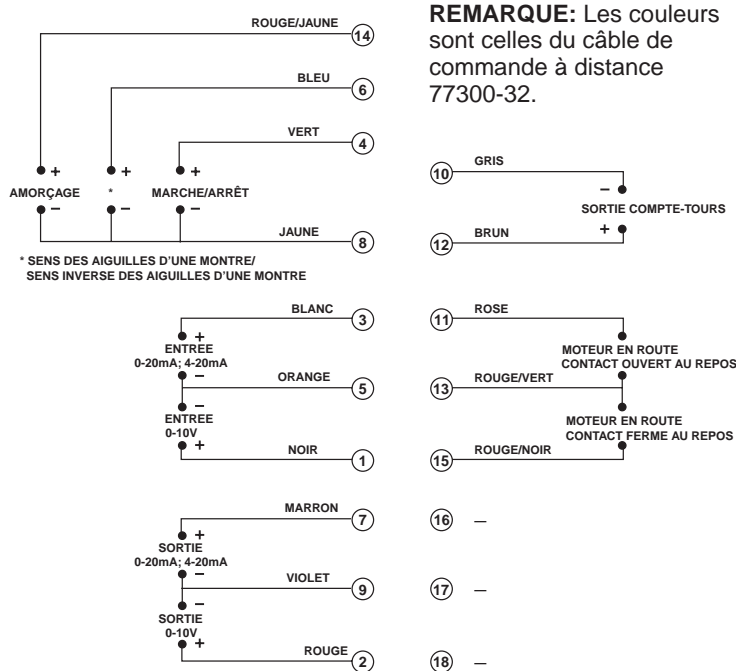 REMARQUE: Les couleurs
sont celles du câble de
commande à distance
77300-32.
ROUGE/JAUNE
14
BLEU
6
VERT
4
+ + +
AMORÇAGE * MARCHE/ARRÊT
– – –
JAUNE
8
* SENS DES AIGUILLES D'UNE MONTRE/
SENS INVERSE DES AIGUILLES D'UNE MONTRE
10
GRIS
–
SORTIE COMPTE-TOURS
+
12
BRUN
BLANC
3
+
ENTREE
0-20mA; 4-20mA
–
ORANGE
5
–
ENTREE
0-10V
+
NOIR
1
11
ROSE
MOTEUR EN ROUTE
CONTACT OUVERT AU REPOS
13
ROUGE/VERT
MOTEUR EN ROUTE
CONTACT FERME AU REPOS
15
ROUGE/NOIR
MARRON
7
+
SORTIE
0-20mA; 4-20mA
–
VIOLET
9
–
SORTIE
0-10V
+
ROUGE
2
16 –
17 –
18 –